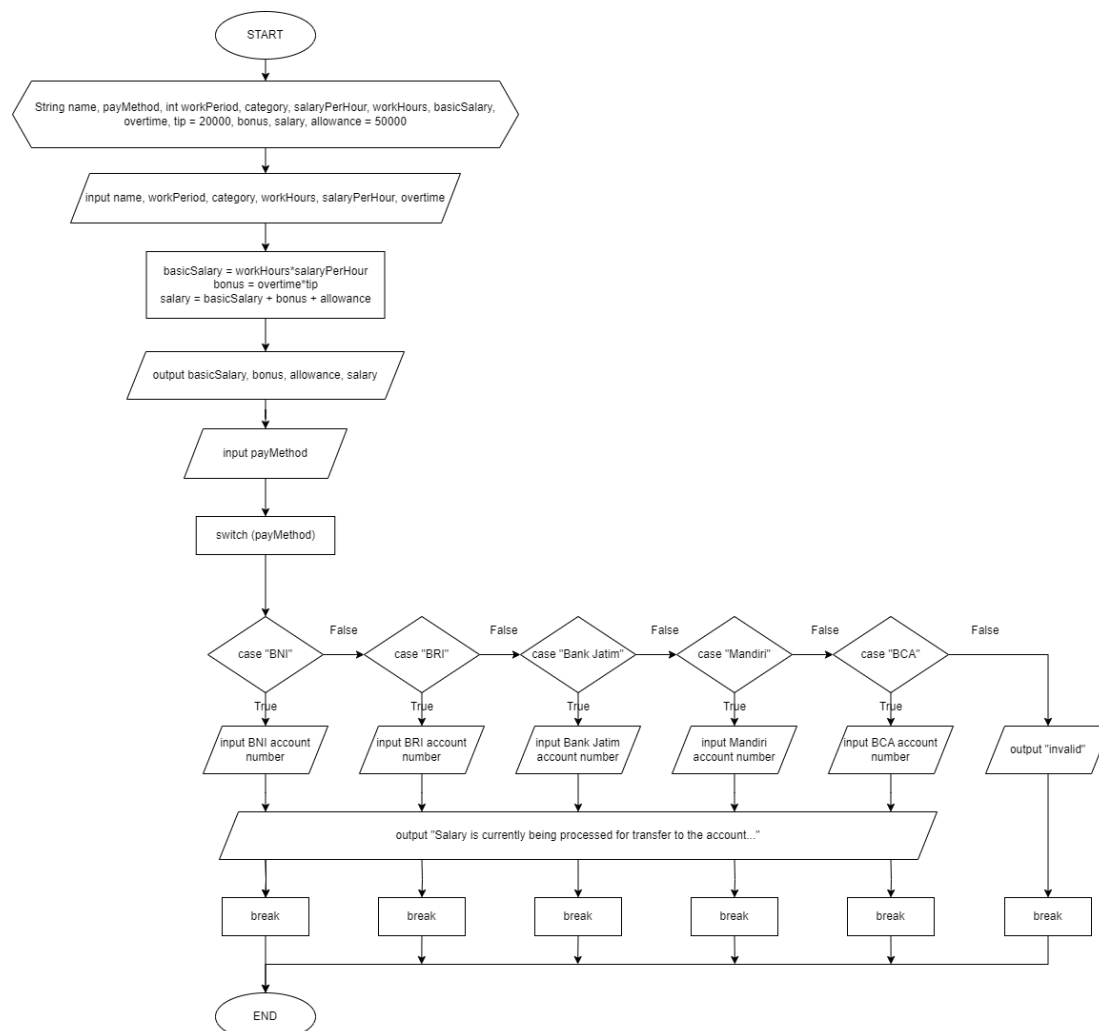 START
String name, payMethod, int workPeriod, category, salaryPerHour, workHours, basicSalary,
overtime, tip = 20000, bonus, salary, allowance = 50000
input name, workPeriod, category, workHours, salaryPerHour, overtime
basicSalary = workHours*salaryPerHour
bonus = overtime*tip
salary = basicSalary + bonus + allowance
output basicSalary, bonus, allowance, salary
input payMethod
switch (payMethod)
case "BNI"
False
case "BRI"
False
case "Bank Jatim"
False
case "Mandiri"
False
case "BCA"
False
True
True
True
True
True
input BNI account
number
input BRI account
number
input Bank Jatim
account number
input Mandiri
account number
input BCA account
number
output "invalid"
output "Salary is currently being processed for transfer to the account..."
break
break
break
break
break
break
END